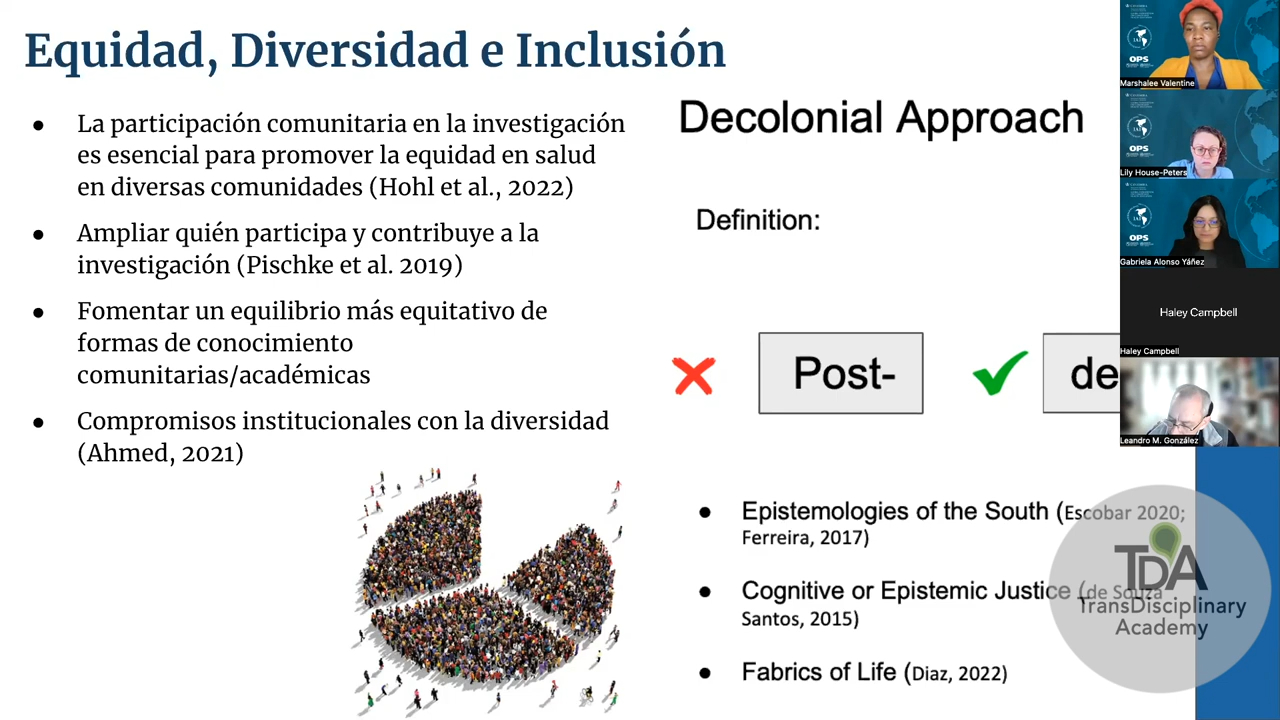 Equidad, Diversidad e Inclusión
● La participación comunitaria en la investigación
es esencial para promover la equidad en salud
en diversas comunidades (Hohl et al., 2022)
● Ampliar quién participa y contribuye a la
investigación (Pischke et al. 2019)
● Fomentar un equilibrio más equitativo de
formas de conocimiento
comunitarias/académicas
● Compromisos institucionales con la diversidad
(Ahmed, 2021)
Decolonial Approach
Definition:
Post-
de
● Epistemologies of the South (Escobar 2020;
Ferreira, 2017)
● Cognitive or Epistemic Justice (de Souza
Santos, 2015)
● Fabrics of Life (Diaz, 2022)
TDA
TransDisciplinary
Academy
IAI
OPS
Marshalee Valentine
IAI
OPS
Lily House-Peters
IAI
OPS
Gabriela Alonso Yáñez
Haley Campbell
Haley Campbell
Leandro M. González